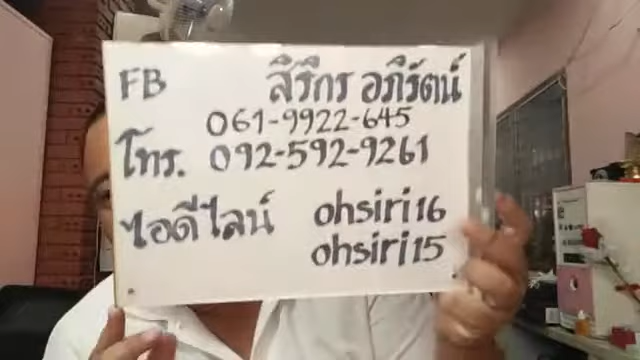 FB สิริกร อภิรัตน์
061-9922-645
โทร. 092-592-9261
ไอดีไลน์ ohsiri16
ohsiri15